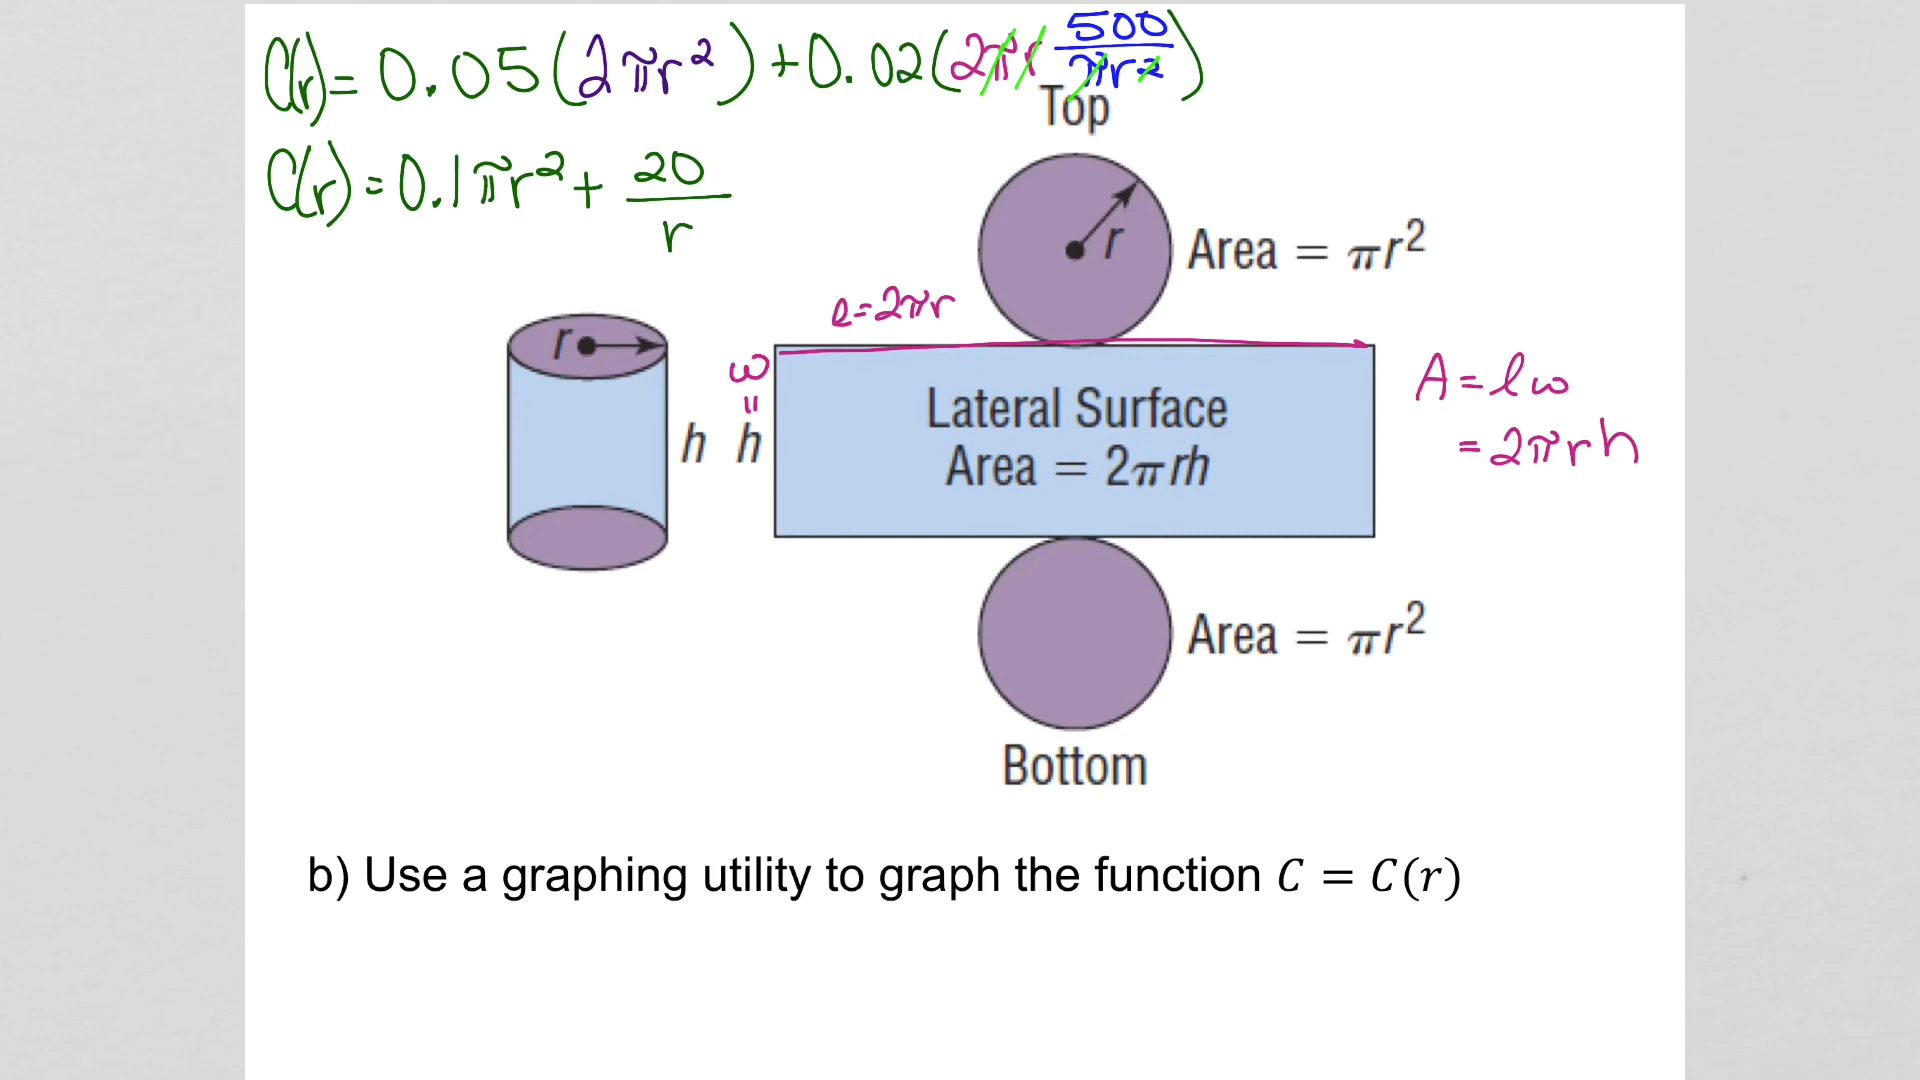 C(r) = 0.05(2πr²) + 0.02(2πr 500/πr²)
Top
C(r) = 0.1πr² + 20/r
r
Area = πr²
l = 2πr
r
w
=
h
h
Lateral Surface
Area = 2πrh
A = lw
= 2πrh
Area = πr²
Bottom
b) Use a graphing utility to graph the function C = C(r)